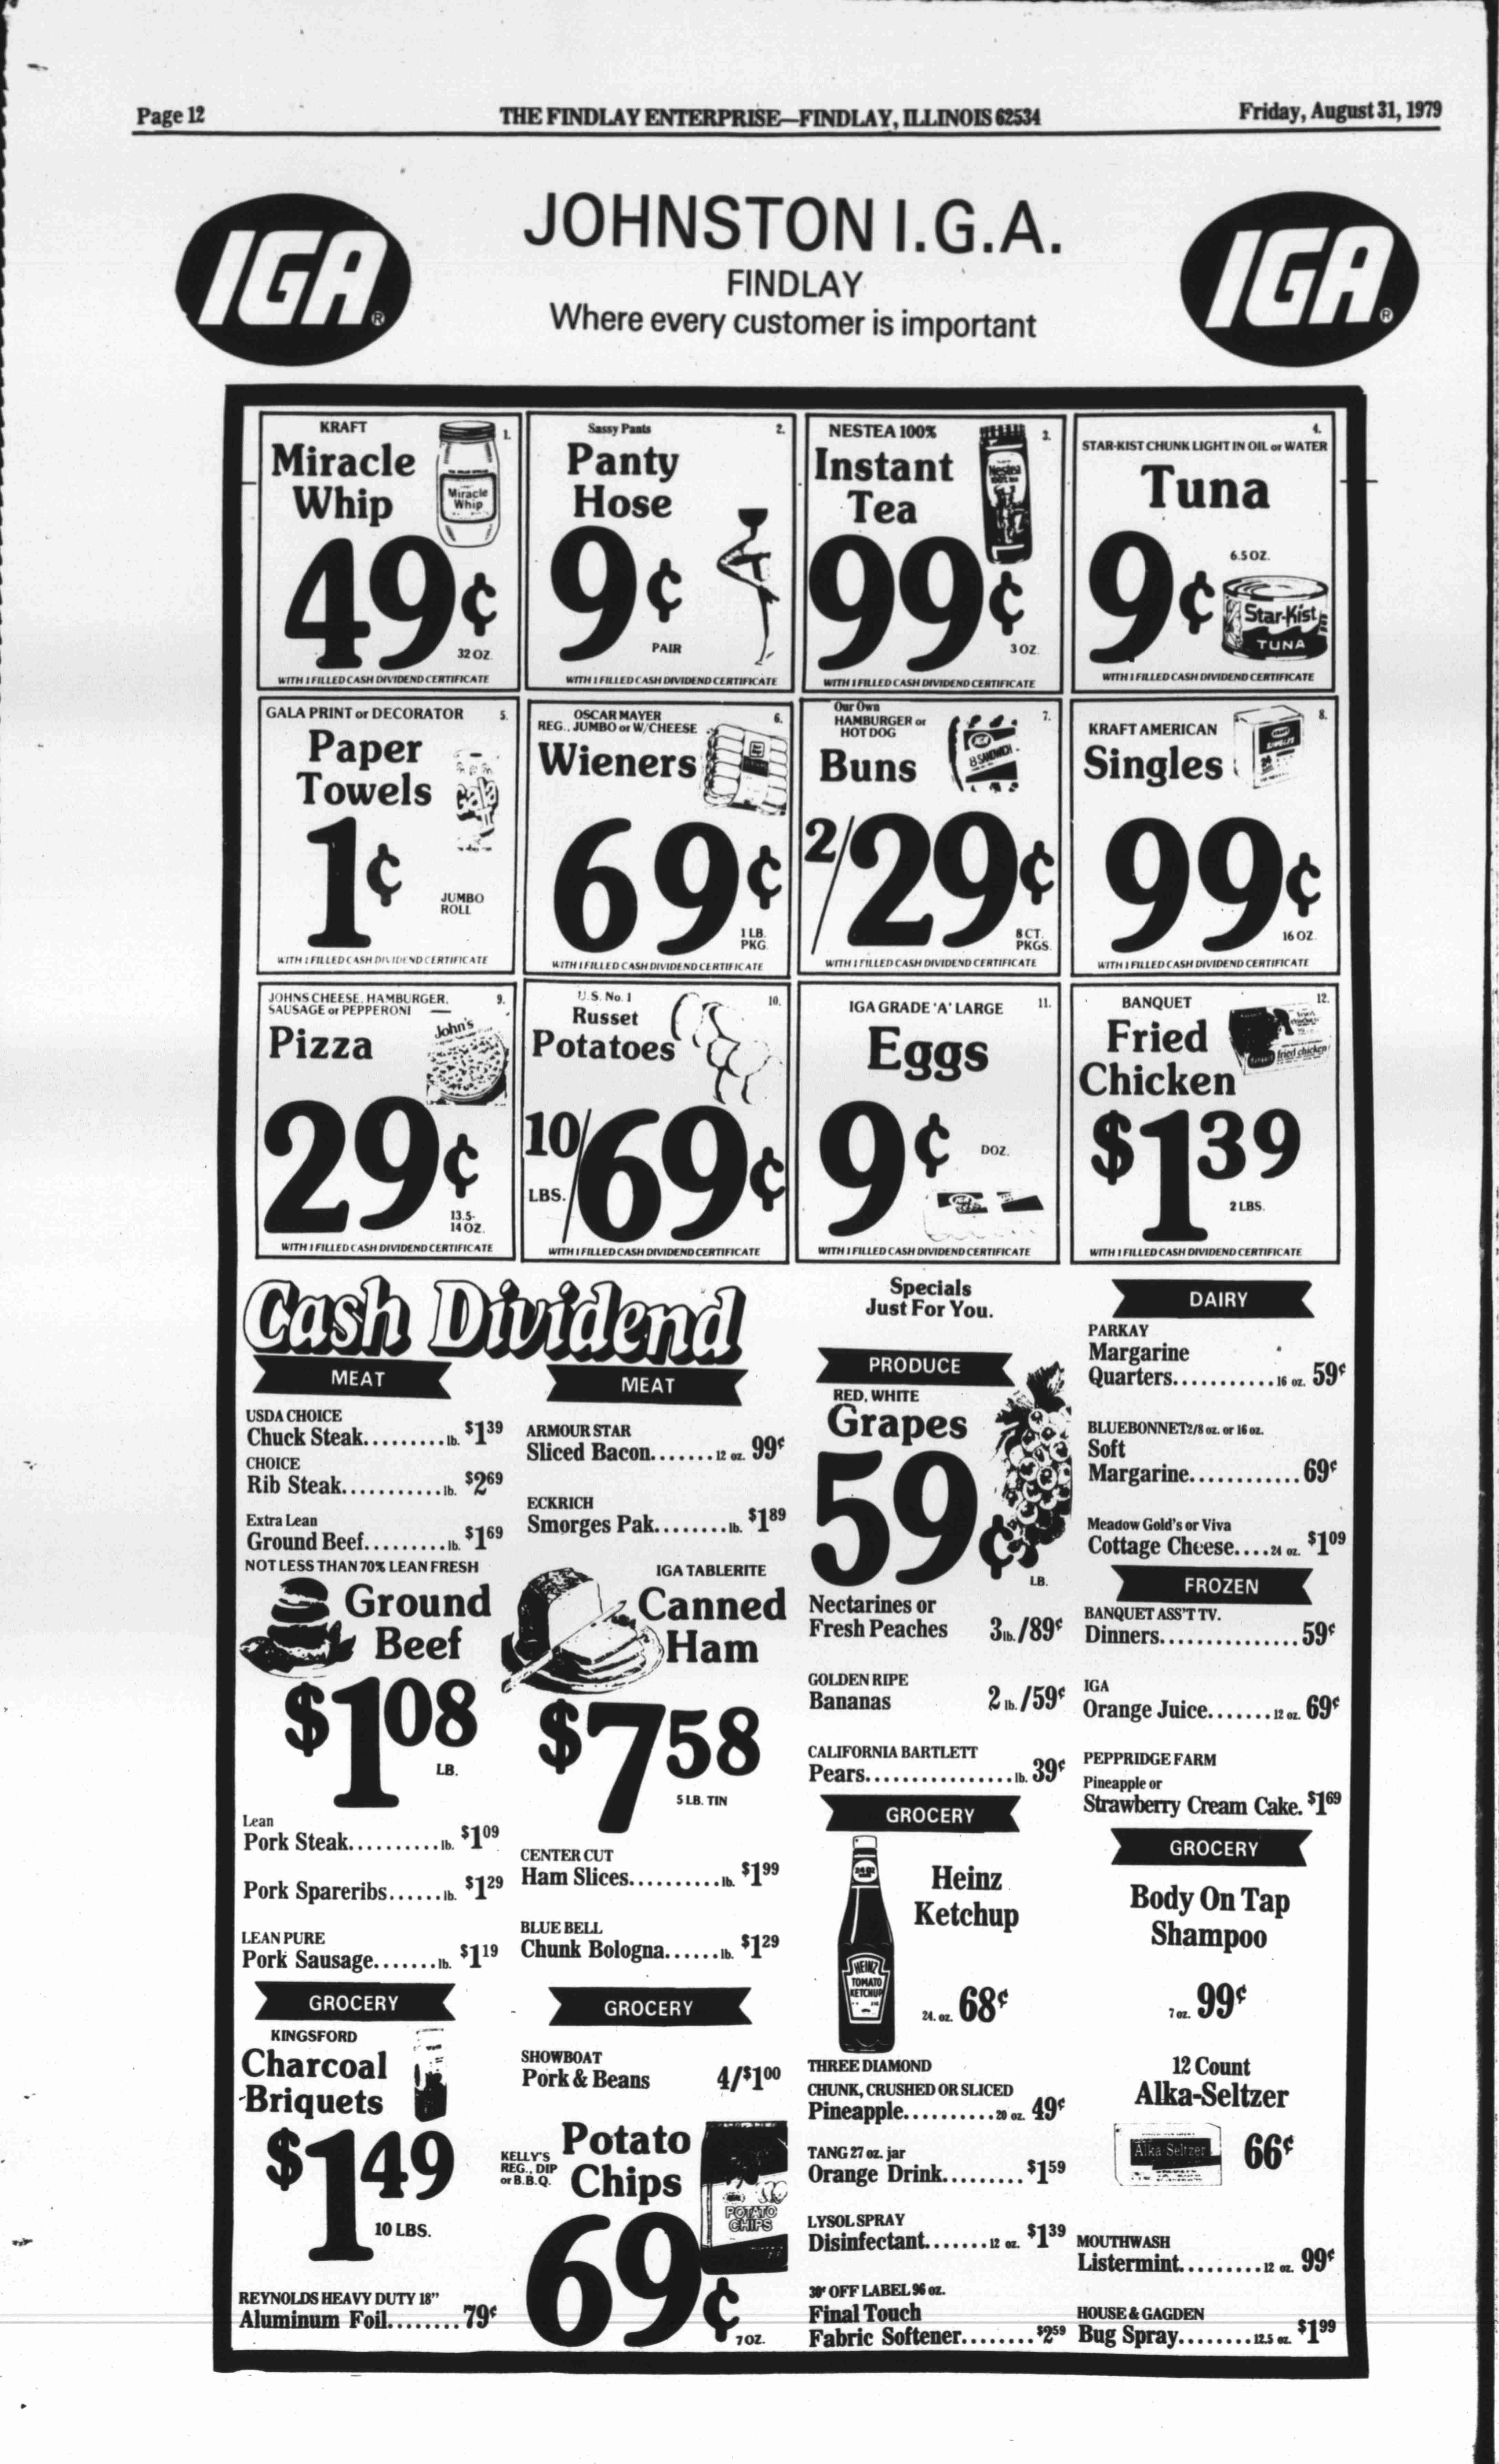 Page 12
THE FINDLAY ENTERPRISE—FINDLAY, ILLINOIS 62534
Friday, August 31, 1979
IGA®
JOHNSTON I.G.A.
FINDLAY
Where every customer is important
IGA®
KRAFT
1.
Miracle
Whip
Miracle
Whip
49¢
32 OZ.
WITH 1 FILLED CASH DIVIDEND CERTIFICATE
Sassy Pants
2.
Panty
Hose
9¢
PAIR
WITH 1 FILLED CASH DIVIDEND CERTIFICATE
NESTEA 100%
3.
Instant
Tea
Nestea
99¢
3 OZ.
WITH 1 FILLED CASH DIVIDEND CERTIFICATE
4.
STAR-KIST CHUNK LIGHT IN OIL or WATER
Tuna
6.5 OZ.
9¢
Star-Kist
TUNA
WITH 1 FILLED CASH DIVIDEND CERTIFICATE
GALA PRINT or DECORATOR 5.
Paper
Towels
1¢
JUMBO
ROLL
WITH 1 FILLED CASH DIVIDEND CERTIFICATE
OSCAR MAYER
6.
REG., JUMBO or W/CHEESE
Wieners
69¢
1 LB.
PKG.
WITH 1 FILLED CASH DIVIDEND CERTIFICATE
Our Own
7.
HAMBURGER or
HOT DOG
Buns
8 SANDWICH
2/29¢
8 CT.
PKGS.
WITH 1 FILLED CASH DIVIDEND CERTIFICATE
8.
KRAFT AMERICAN
Singles
99¢
16 OZ.
WITH 1 FILLED CASH DIVIDEND CERTIFICATE
JOHNS CHEESE, HAMBURGER, 9.
SAUSAGE or PEPPERONI
Pizza
John's
29¢
13.5-
14 OZ.
WITH 1 FILLED CASH DIVIDEND CERTIFICATE
U.S. No. 1
10.
Russet
Potatoes
10 LBS./69¢
WITH 1 FILLED CASH DIVIDEND CERTIFICATE
IGA GRADE 'A' LARGE 11.
Eggs
9¢ DOZ.
WITH 1 FILLED CASH DIVIDEND CERTIFICATE
BANQUET 12.
Fried
Chicken
fried chicken
$1 39
2 LBS.
WITH 1 FILLED CASH DIVIDEND CERTIFICATE
Cash Dividend
Specials
Just For You.
MEAT
USDA CHOICE
Chuck Steak.........lb. $1 39
CHOICE
Rib Steak...........lb. $2 69
Extra Lean
Ground Beef.........lb. $1 69
NOT LESS THAN 70% LEAN FRESH
Ground
Beef
$1 08
LB.
Lean
Pork Steak..........lb. $1 09
Pork Spareribs......lb. $1 29
LEAN PURE
Pork Sausage.......lb. $1 19
GROCERY
KINGSFORD
Charcoal
Briquets
$1 49
10 LBS.
REYNOLDS HEAVY DUTY 18"
Aluminum Foil........79¢
MEAT
ARMOUR STAR
Sliced Bacon.......12 oz. 99¢
ECKRICH
Smorges Pak........lb. $1 89
IGA TABLERITE
Canned
Ham
$7 58
5 LB. TIN
CENTER CUT
Ham Slices..........lb. $1 99
BLUE BELL
Chunk Bologna......lb. $1 29
GROCERY
SHOWBOAT
Pork & Beans 4/$1 00
KELLY'S
REG., DIP
or B.B.Q.
Potato
Chips
POTATO
CHIPS
69¢
7 OZ.
PRODUCE
RED, WHITE
Grapes
59¢
LB.
Nectarines or
Fresh Peaches 3 lb./89¢
GOLDEN RIPE
Bananas 2 lb./59¢
CALIFORNIA BARTLETT
Pears................lb. 39¢
GROCERY
Heinz
Ketchup
HEINZ
TOMATO
KETCHUP
24. oz. 68¢
THREE DIAMOND
CHUNK, CRUSHED OR SLICED
Pineapple..........20 oz. 49¢
TANG 27 oz. jar
Orange Drink.........$1 59
LYSOL SPRAY
Disinfectant.......12 oz. $1 39
30¢ OFF LABEL 96 oz.
Final Touch
Fabric Softener........$2 59
DAIRY
PARKAY
Margarine
Quarters...........16 oz. 59¢
BLUEBONNET 2/8 oz. or 16 oz.
Soft
Margarine............69¢
Meadow Gold's or Viva
Cottage Cheese....24 oz. $1 09
FROZEN
BANQUET ASS'T TV.
Dinners...............59¢
IGA
Orange Juice.......12 oz. 69¢
PEPPRIDGE FARM
Pineapple or
Strawberry Cream Cake. $1 69
GROCERY
Body On Tap
Shampoo
7 oz. 99¢
12 Count
Alka-Seltzer
Alka Seltzer
66¢
MOUTHWASH
Listermint..........12 oz. 99¢
HOUSE & GAGDEN
Bug Spray........12.5 oz. $1 99